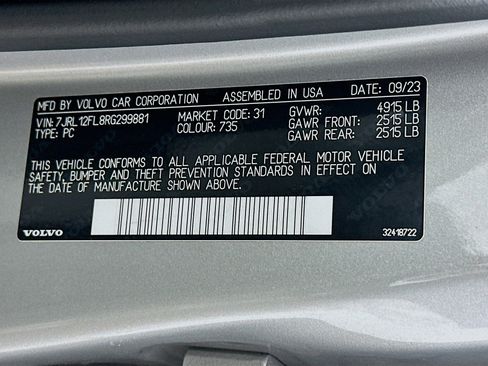 MFD. BY VOLVO CAR CORPORATION ASSEMBLED IN USA DATE: 09/23
VIN: 7JRL12FL8RG299881 MARKET CODE: 31 GVWR: 4915 LB
TYPE: PC COLOUR: 735 GAWR FRONT: 2515 LB
GAWR REAR: 2515 LB
THIS VEHICLE CONFORMS TO ALL APPLICABLE FEDERAL MOTOR VEHICLE
SAFETY, BUMPER AND THEFT PREVENTION STANDARDS IN EFFECT ON
THE DATE OF MANUFACTURE SHOWN ABOVE.
VOLVO 32418722